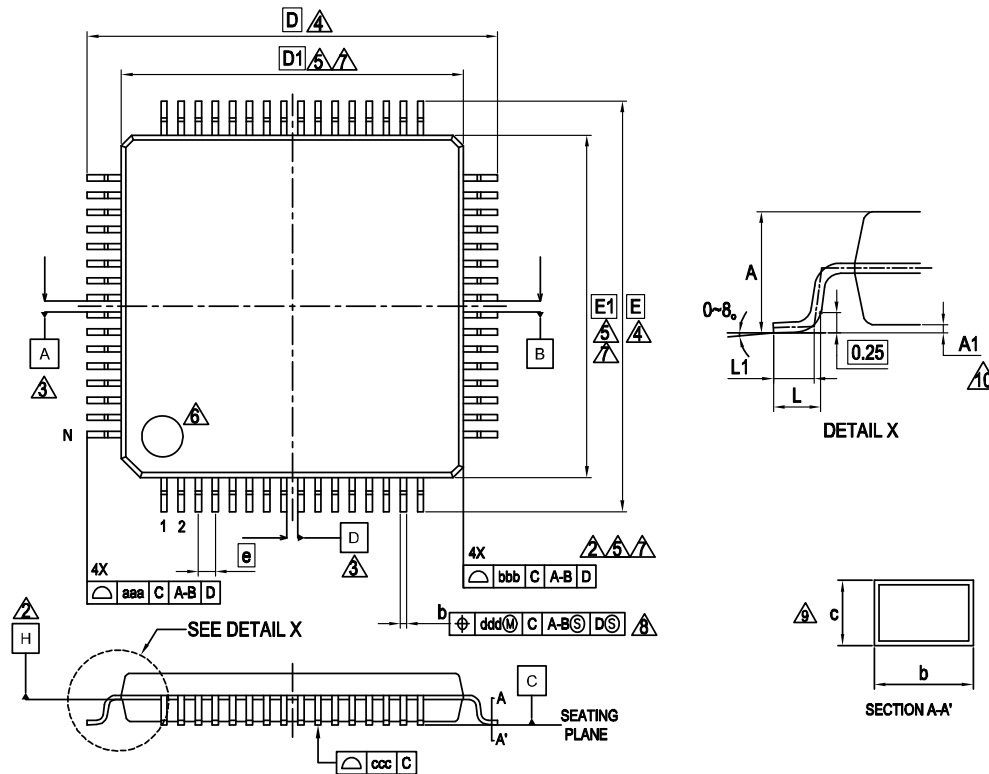 D 4
D1 5 7
A
3
B
E1 E
5 4
7
N
6
1 2
e
D
3
4X
aaa C A-B D
2 5 7
4X
bbb C A-B D
b
ddd Ⓜ C A-B Ⓢ D Ⓢ 8
2
H
SEE DETAIL X
C
A
A'
SEATING
PLANE
ccc C
A
0~8°
L1
L
0.25
A1
10
DETAIL X
9
c
b
SECTION A-A'